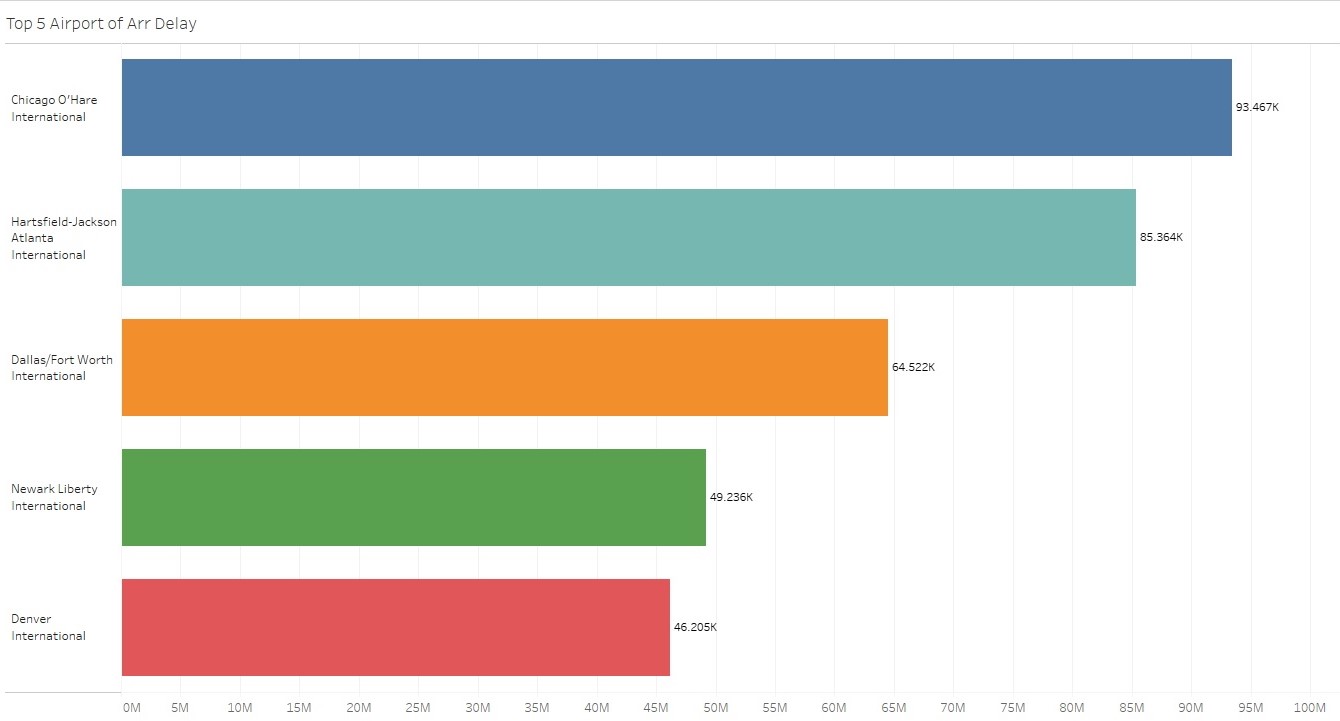 Top 5 Airport of Arr Delay
Chicago O'Hare
International
93.467K
Hartsfield-Jackson
Atlanta
International
85.364K
Dallas/Fort Worth
International
64.522K
Newark Liberty
International
49.236K
Denver
International
46.205K
0M 5M 10M 15M 20M 25M 30M 35M 40M 45M 50M 55M 60M 65M 70M 75M 80M 85M 90M 95M 100M